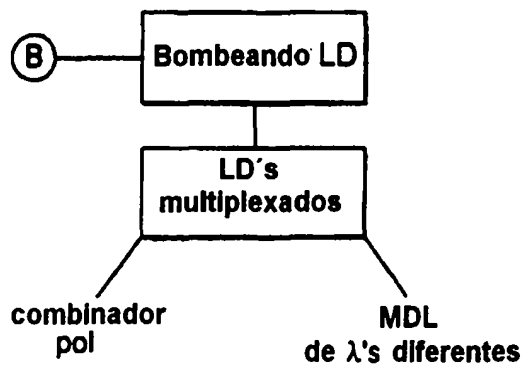 B
Bombeando LD
LD´s
multiplexados
combinador
pol
MDL
de λ's diferentes